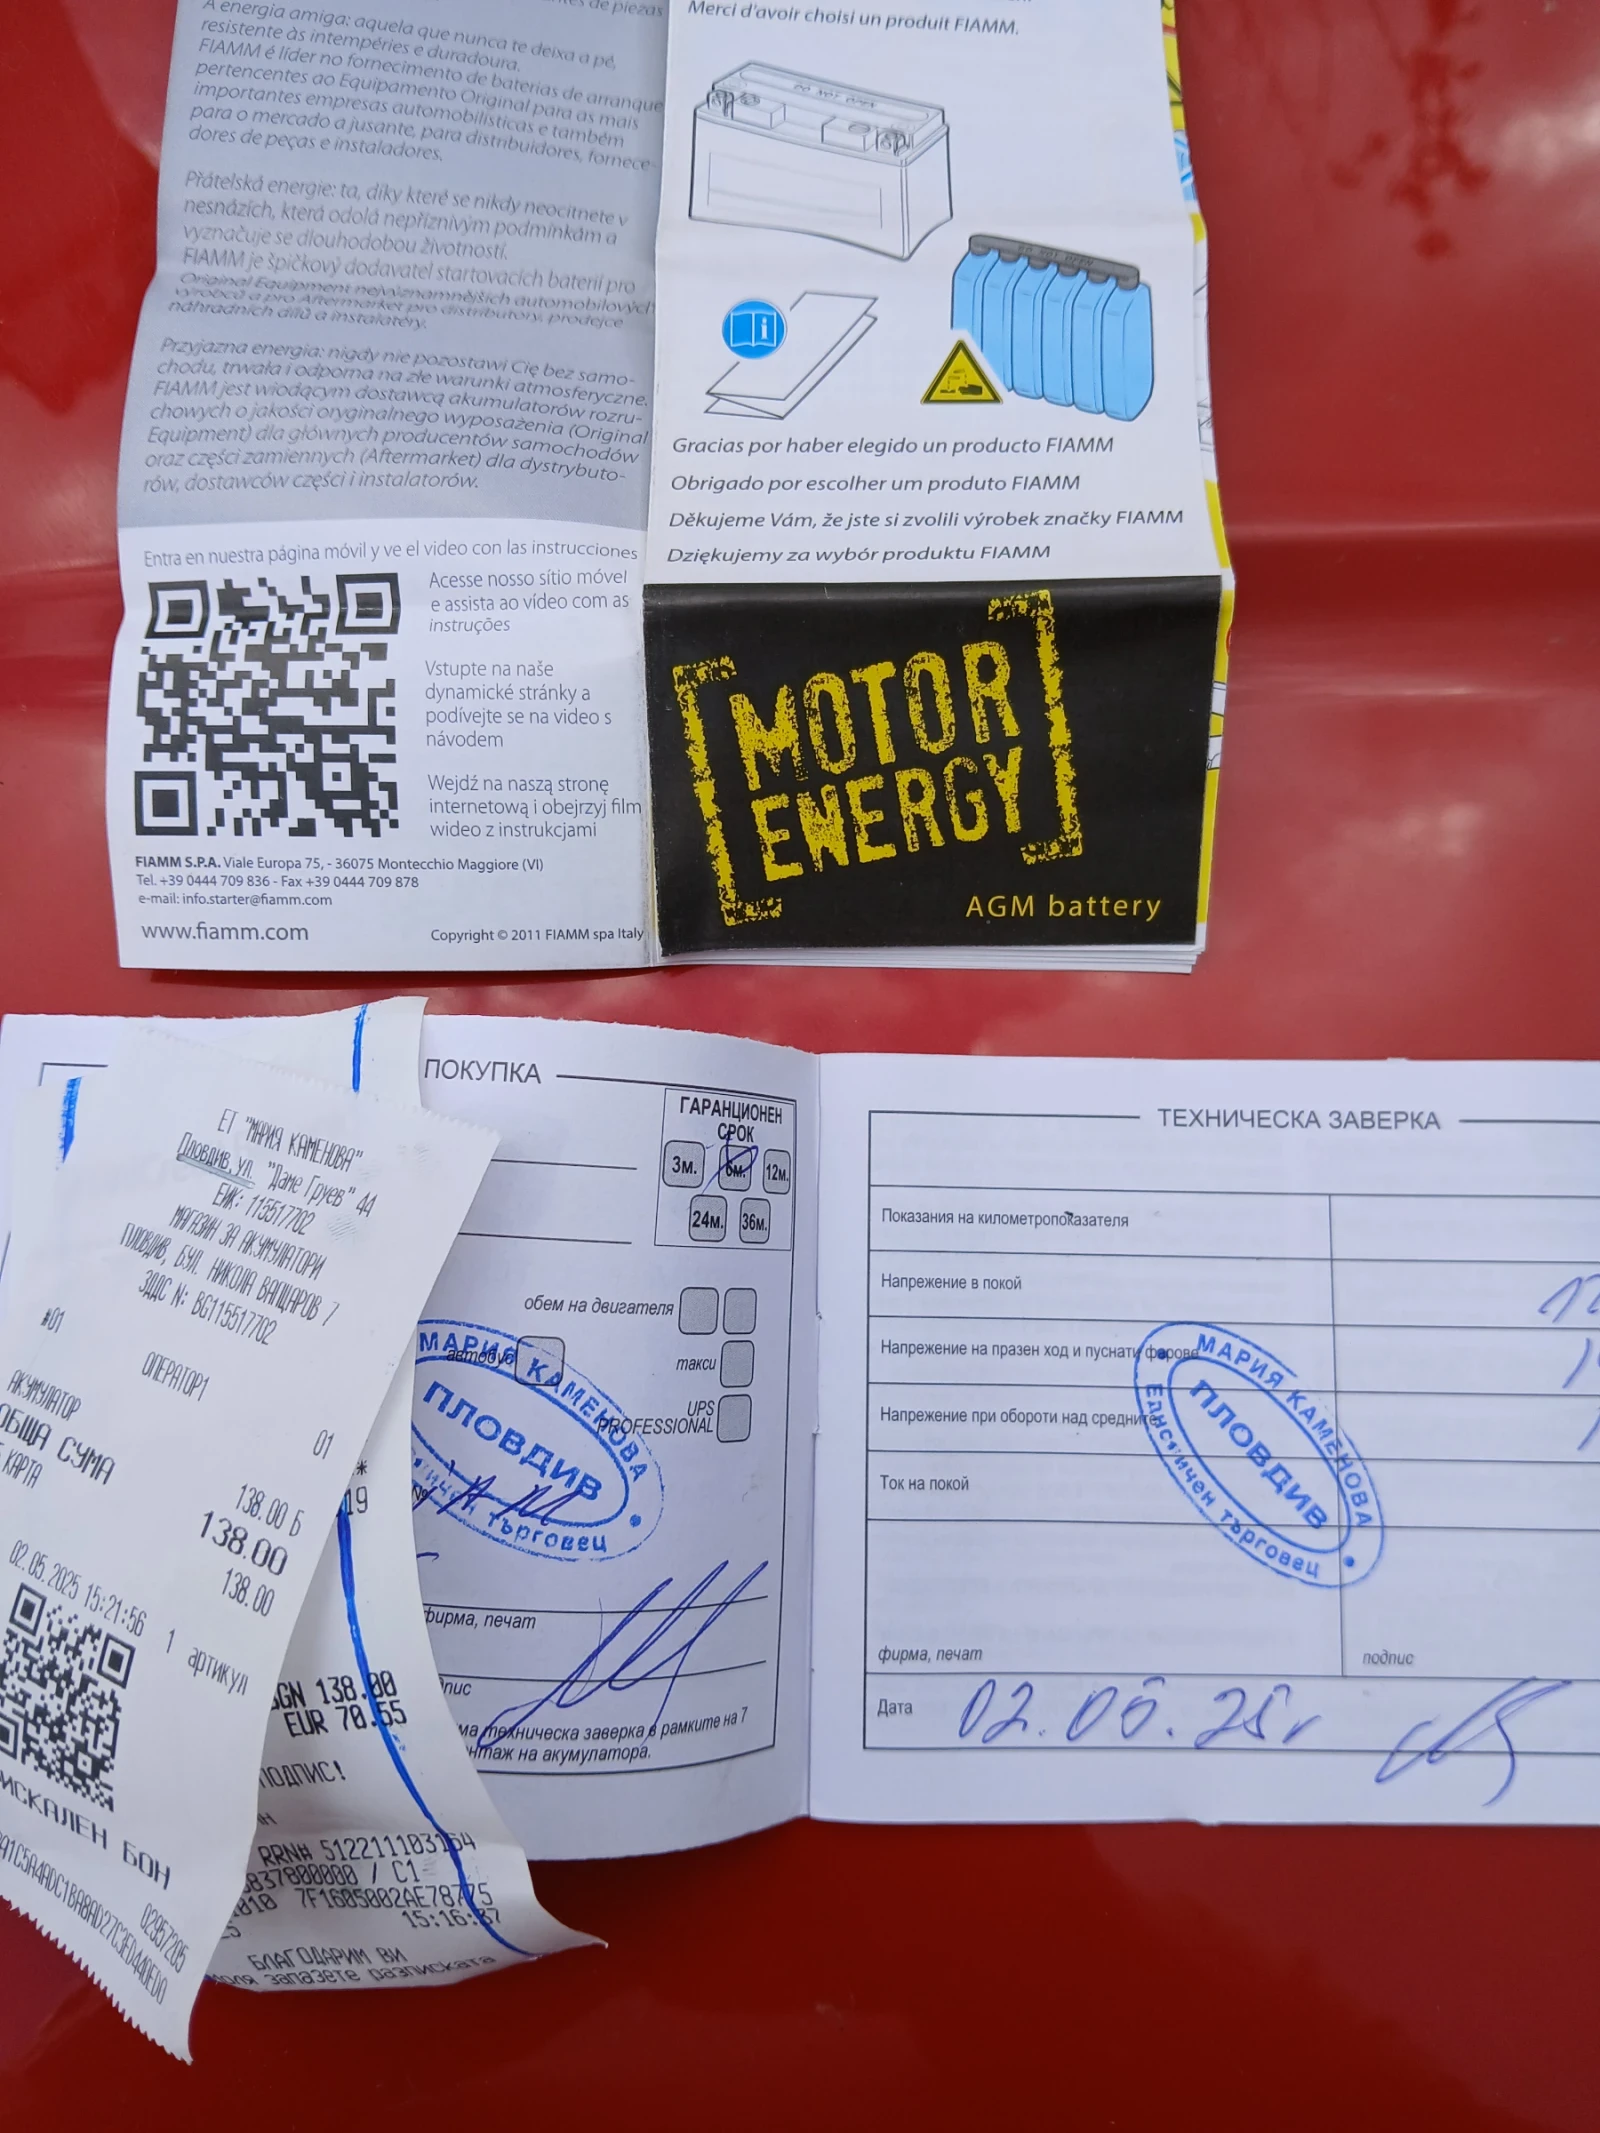 A energia amiga: aquela que nunca te deixa a pé,
resistente às intempéries e duradoura.
FIAMM é líder no fornecimento de baterias de arranque
pertencentes ao Equipamento Original para as mais
importantes empresas automobilísticas e também
para o mercado a jusante, para distribuidores, fornece-
dores de peças e instaladores.
Přátelská energie: ta, díky které se nikdy neocitnete v
nesnázích, která odolá nepříznivým podmínkám a
vyznačuje se dlouhodobou životností.
FIAMM je špičkový dodavatel startovacích baterií pro
Original Equipment nejvýznamnějších automobilových
výrobců a pro Aftermarket pro distributory, prodejce
náhradních dílů a instalatéry.
Przyjazna energia: nigdy nie pozostawi Cię bez samo-
chodu, trwała i odporna na złe warunki atmosferyczne.
FIAMM jest wiodącym dostawcą akumulatorów rozru-
chowych o jakości oryginalnego wyposażenia (Original
Equipment) dla głównych producentów samochodów
oraz części zamiennych (Aftermarket) dla dystrybuto-
rów, dostawców części i instalatorów.
Entra en nuestra página móvil y ve el video con las instrucciones
Acesse nosso sítio móvel
e assista ao vídeo com as
instruções
Vstupte na naše
dynamické stránky a
podívejte se na video s
návodem
Wejdź na naszą stronę
internetową i obejrzyj film
wideo z instrukcjami
FIAMM S.P.A. Viale Europa 75, - 36075 Montecchio Maggiore (VI)
Tel. +39 0444 709 836 - Fax +39 0444 709 878
e-mail: info.starter@fiamm.com
www.fiamm.com
Copyright © 2011 FIAMM spa Italy
Merci d'avoir choisi un produit FIAMM.
DO NOT OPEN
DO NOT OPEN
Gracias por haber elegido un producto FIAMM
Obrigado por escolher um produto FIAMM
Děkujeme Vám, že jste si zvolili výrobek značky FIAMM
Dziękujemy za wybór produktu FIAMM
[MOTOR
ENERGY]
AGM battery
ЕТ "МАРИЯ КАМЕНОВА"
Пловдив, ул. "Даме Груев" 44
ЕИК: 115517702
МАГАЗИН ЗА АКУМУЛАТОРИ
ПЛОВДИВ, БУЛ. НИКОЛА ВАПЦАРОВ 7
ЗДДС N: BG115517702
#01 ОПЕРАТОР1 01
АКУМУЛАТОР 138.00 Б
ОБЩА СУМА 138.00
КАРТА 138.00
02.05.2025 15:21:56 1 артикул
02957205
19
BGN 138.00
EUR 70.55
ПОДПИС!
RRN# 512211103154
/ C1
7F1605002AE78775
15:16:37
БЛАГОДАРИМ ВИ
запазете разписката
ПОКУПКА
ГАРАНЦИОНЕН
СРОК
3м. 6м. 12м.
24м. 36м.
обем на двигателя
автобус
такси
UPS
PROFESSIONAL
МАРИЯ КАМЕНОВА
ПЛОВДИВ
Едноличен търговец
фирма, печат
техническа заверка в рамките на 7
на акумулатора.
ТЕХНИЧЕСКА ЗАВЕРКА
Показания на километропоказателя
Напрежение в покой
Напрежение на празен ход и пуснати фарове
Напрежение при обороти над средните
Ток на покой
МАРИЯ КАМЕНОВА
ПЛОВДИВ
Едноличен търговец
фирма, печат
подпис
Дата 02.05.25г